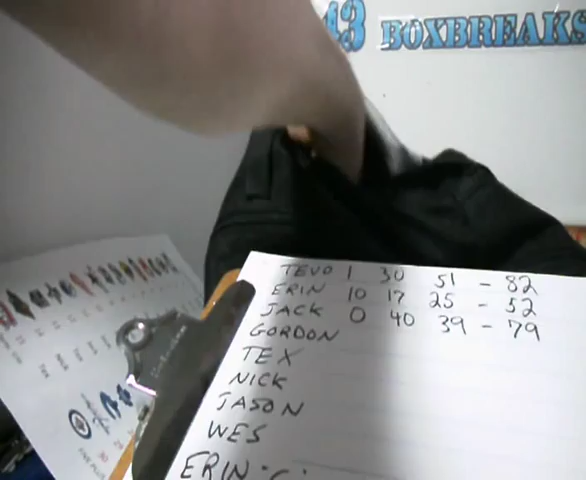 43 BOXBREAKS
TEVO 1 30 51 - 82
ERIN 10 17 25 - 52
JACK 0 40 39 - 79
GORDON
TEX
NICK
JASON
WES
ERIN